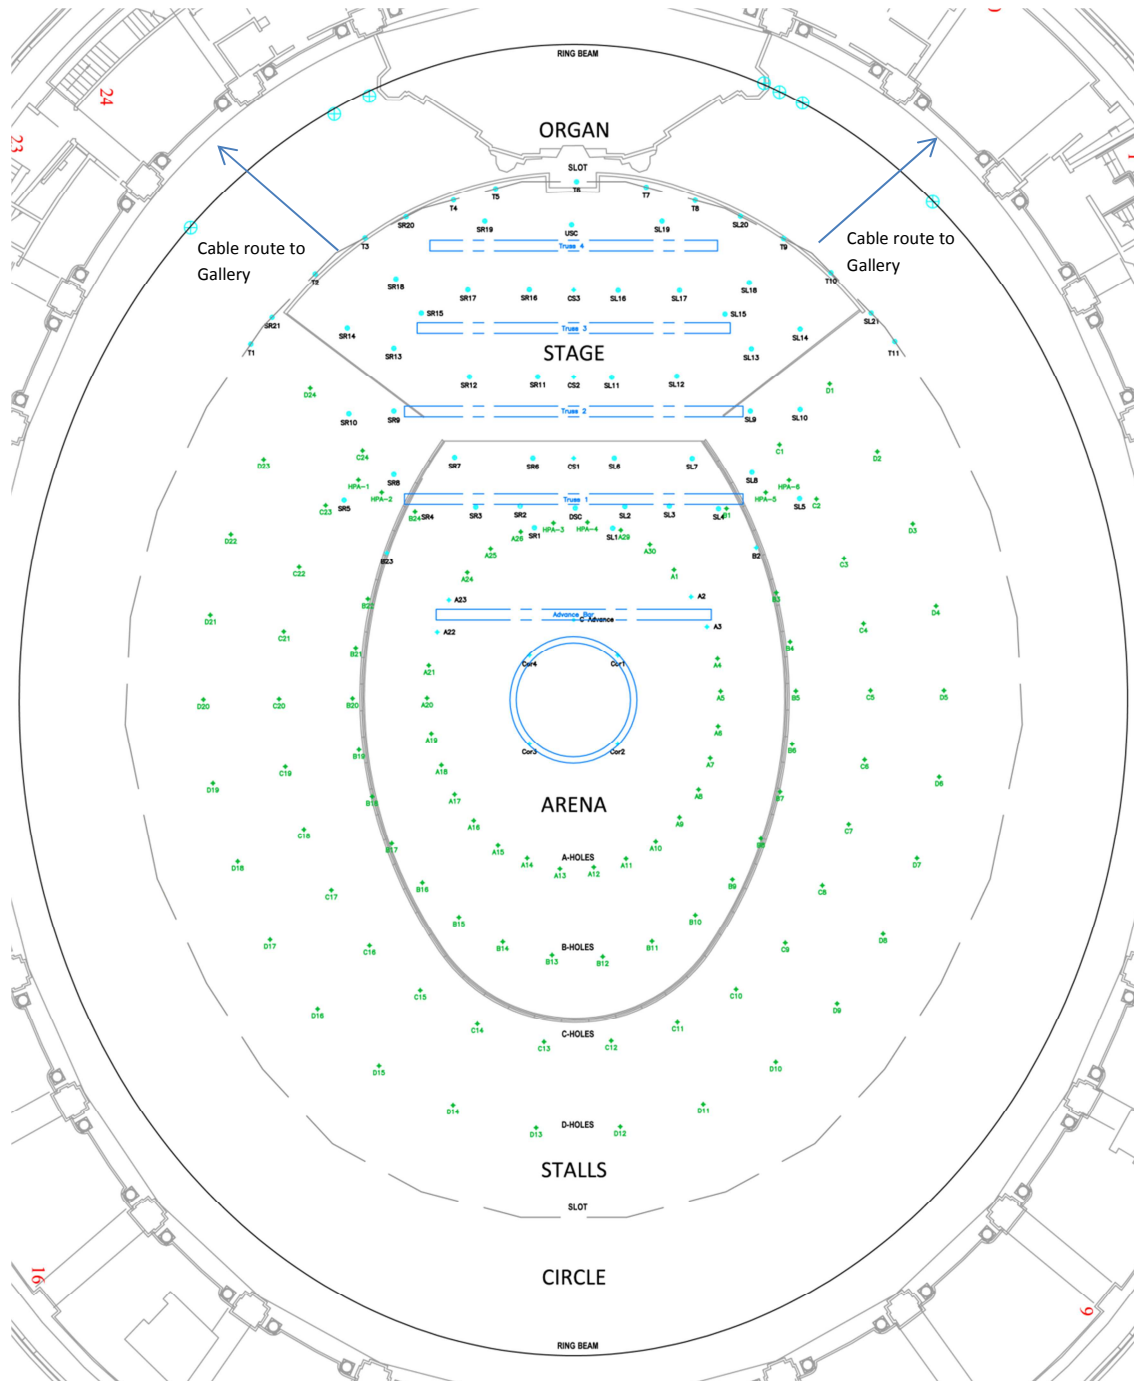 RING BEAM
24
23
ORGAN
SLOT
T6
T5
T7
T4
T8
SR20
SR19
USC
SL19
SL20
T3
Truss 4
T9
Cable route to
Gallery
Cable route to
Gallery
T2
T10
SR18
SR17
SR16
CS3
SL16
SL17
SL18
SR21
SR15
SL15
SL21
SR14
Truss 3
SL14
T1
SR13
STAGE
SL13
T11
SR12
SR11
CS2
SL11
SL12
D24
D1
SR10
SR9
Truss 2
SL9
SL10
C24
C1
D23
SR7
SR6
CS1
SL6
SL7
D2
SR8
SL8
HPA-1
HPA-6
HPA-2
HPA-5
C23
SR5
Truss 1
SL5
C2
B24
SR4
SR3
SR2
DSC
SL2
SL3
SL4
B1
D22
A26
SR1
HPA-3
HPA-4
SL1
A29
D3
A25
A30
B23
B2
C22
C3
A24
A1
B22
A23
A2
B3
D21
Advance Bar
D4
C Advance
C21
A22
A3
C4
B21
B4
Cor4
Cor1
A21
A4
D20
C20
B20
A20
A5
B5
C5
D5
A19
A6
B19
Cor3
Cor2
B6
C19
A18
A7
C6
D19
D6
B18
A17
A8
B7
C18
A16
ARENA
A9
C7
B17
A15
A10
B8
D18
A14
A-HOLES
A11
D7
A13
A12
C17
B16
B9
C8
B15
B10
D17
C16
B14
B-HOLES
B11
C9
D8
B13
B12
C15
C10
D16
C14
C-HOLES
C11
D9
C13
C12
D15
D10
D14
D11
D13
D-HOLES
D12
STALLS
SLOT
16
CIRCLE
9
RING BEAM